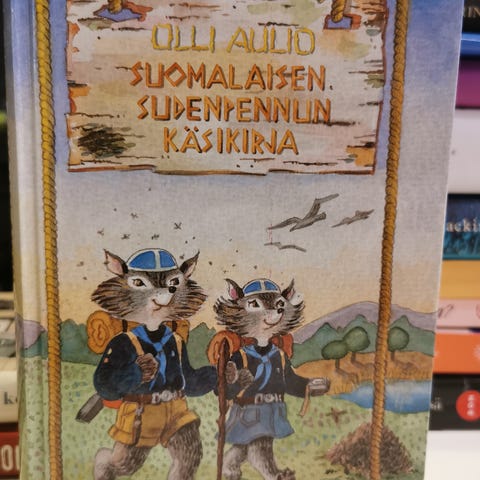 OLLI AULIO
SUOMALAISEN
SUDENPENNUN
KÄSIKIRJA